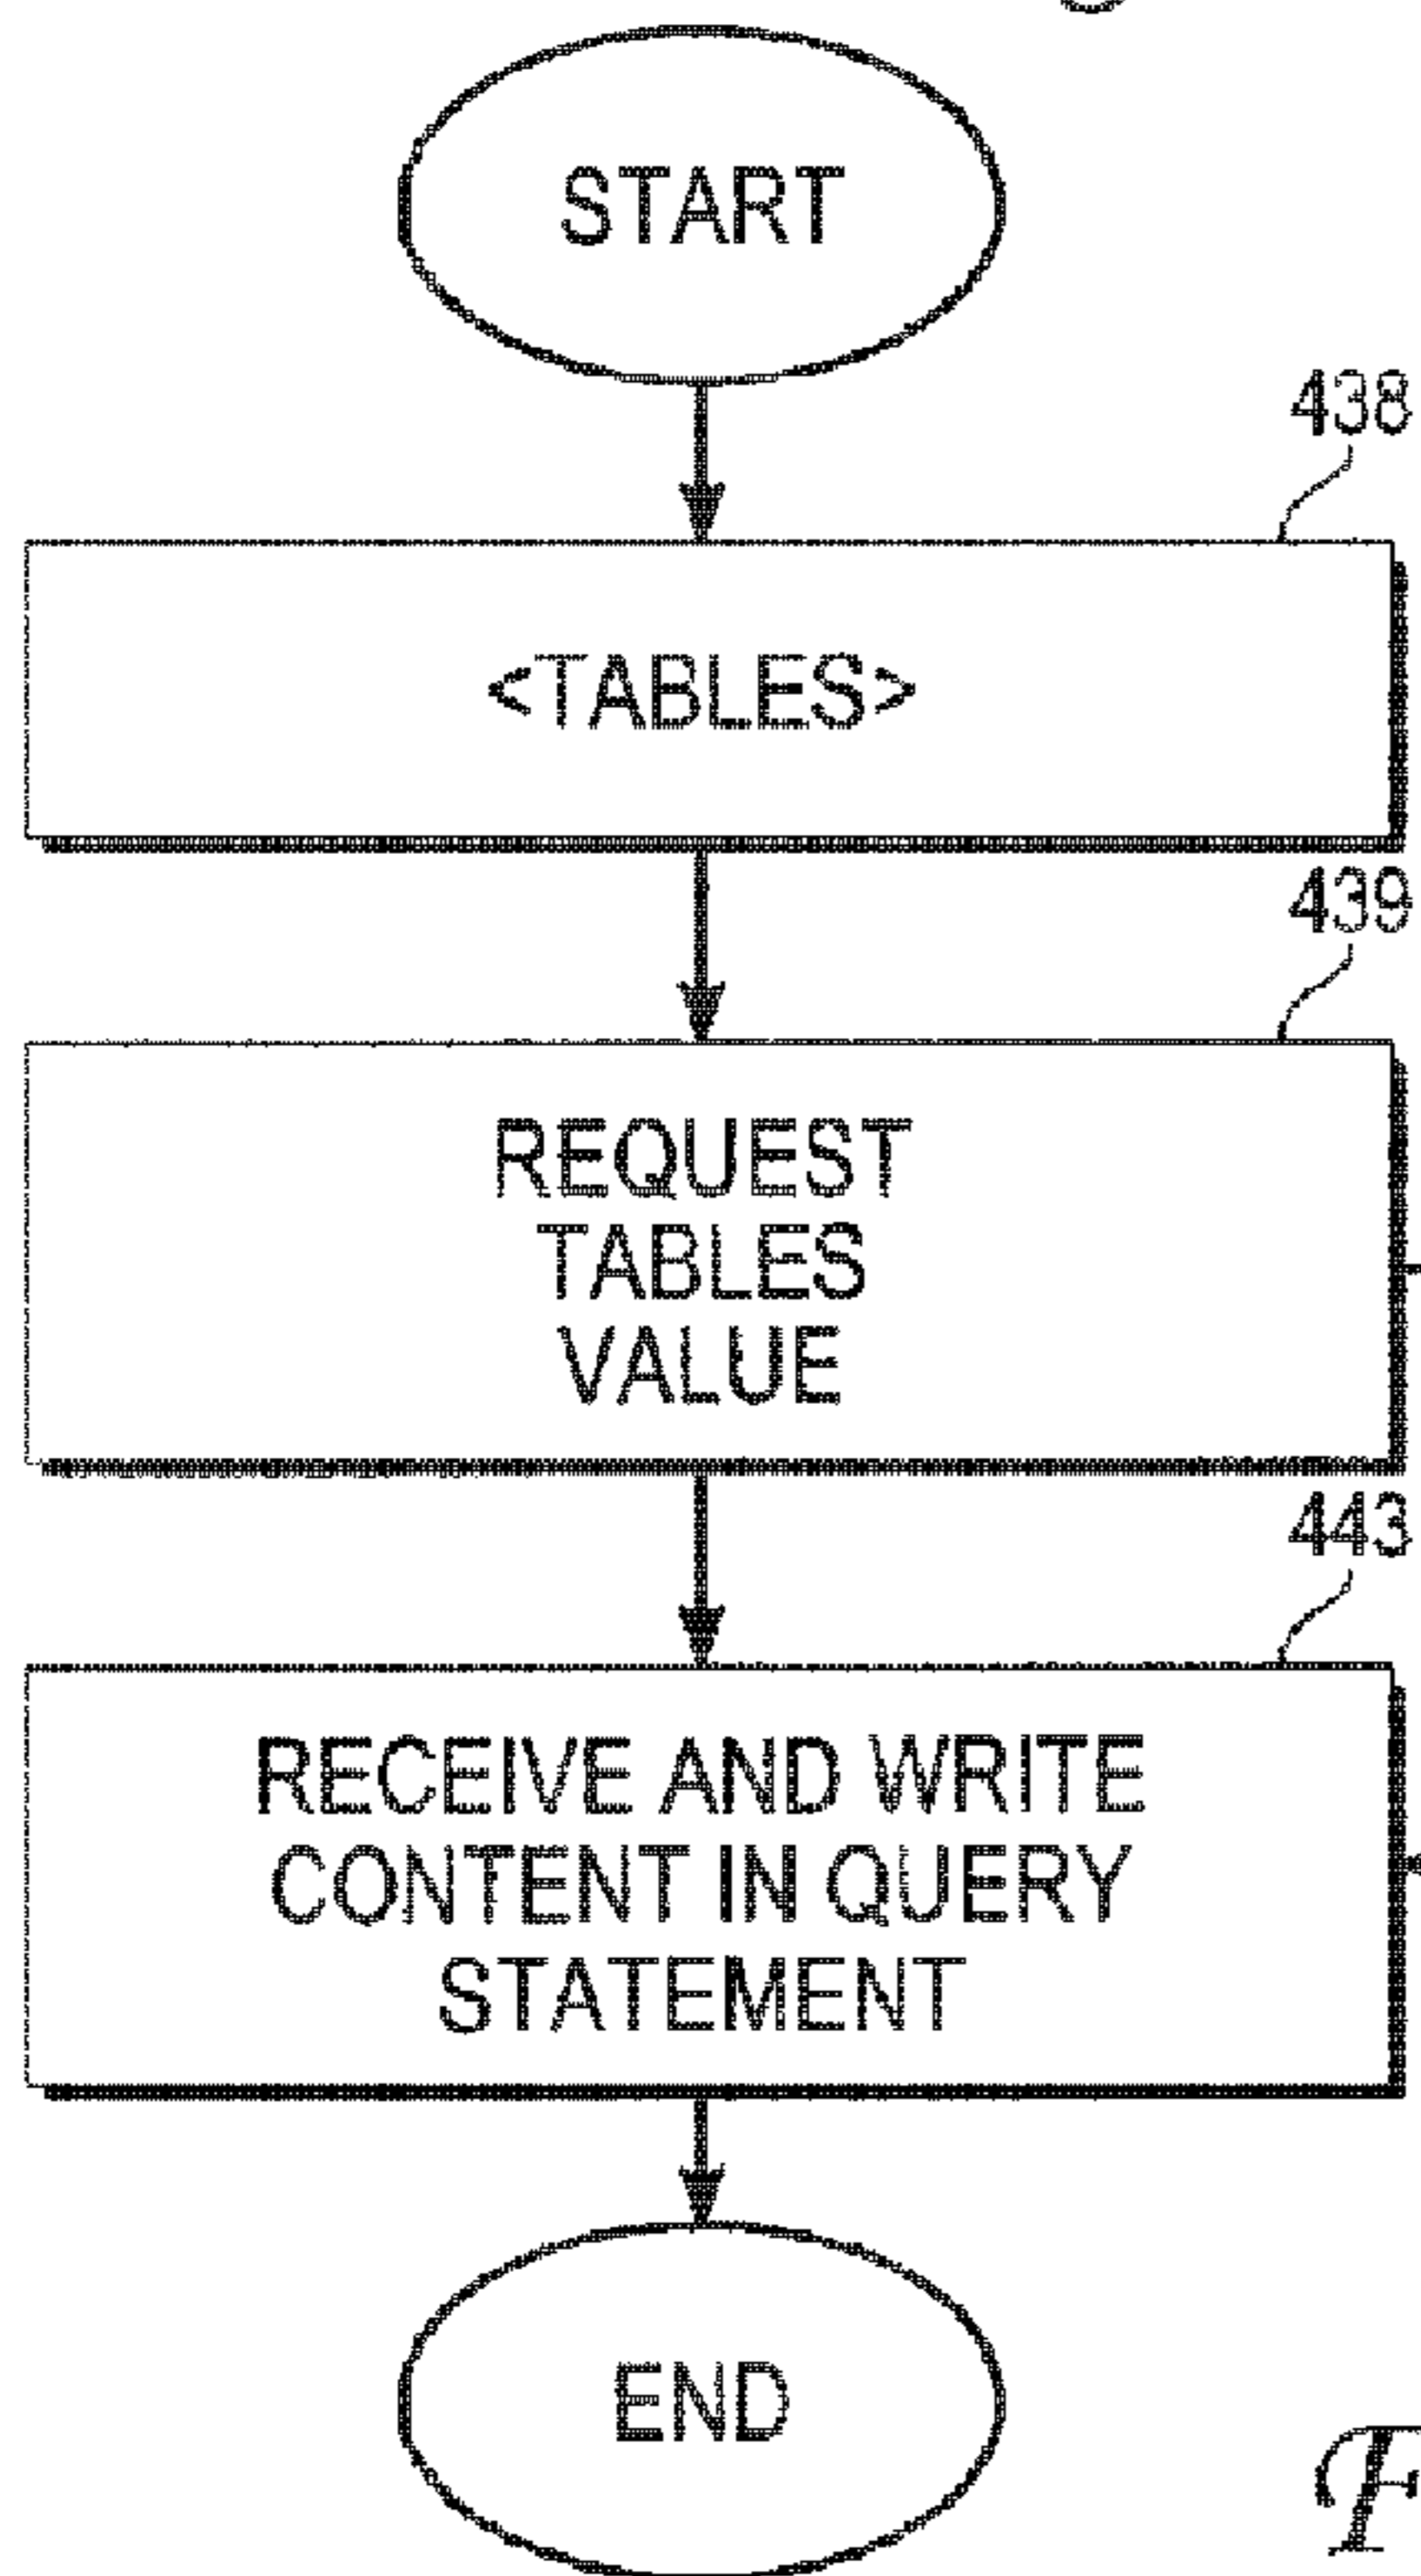 START
438
<TABLES>
439
REQUEST
TABLES
VALUE
443
RECEIVE AND WRITE
CONTENT IN QUERY
STATEMENT
END
F